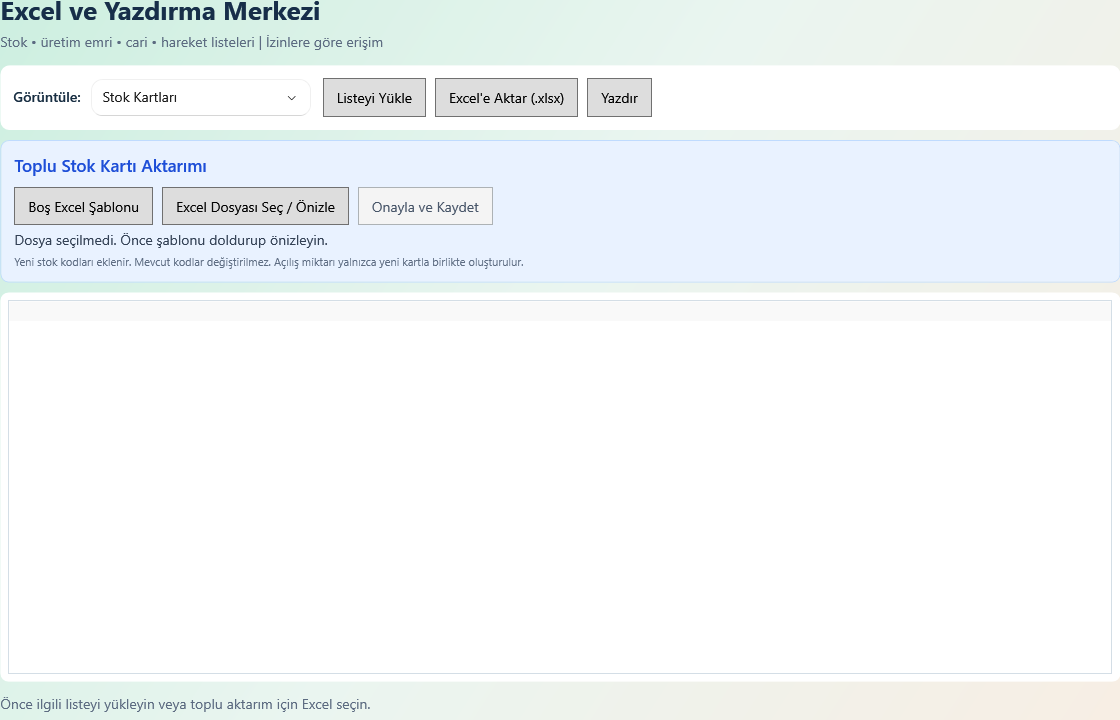 Excel ve Yazdırma Merkezi
Stok • üretim emri • cari • hareket listeleri | İzinlere göre erişim
Görüntüle: Stok Kartları Listeyi Yükle Excel'e Aktar (.xlsx) Yazdır
Toplu Stok Kartı Aktarımı
Boş Excel Şablonu Excel Dosyası Seç / Önizle Onayla ve Kaydet
Dosya seçilmedi. Önce şablonu doldurup önizleyin.
Yeni stok kodları eklenir. Mevcut kodlar değiştirilmez. Açılış miktarı yalnızca yeni kartla birlikte oluşturulur.
Önce ilgili listeyi yükleyin veya toplu aktarım için Excel seçin.